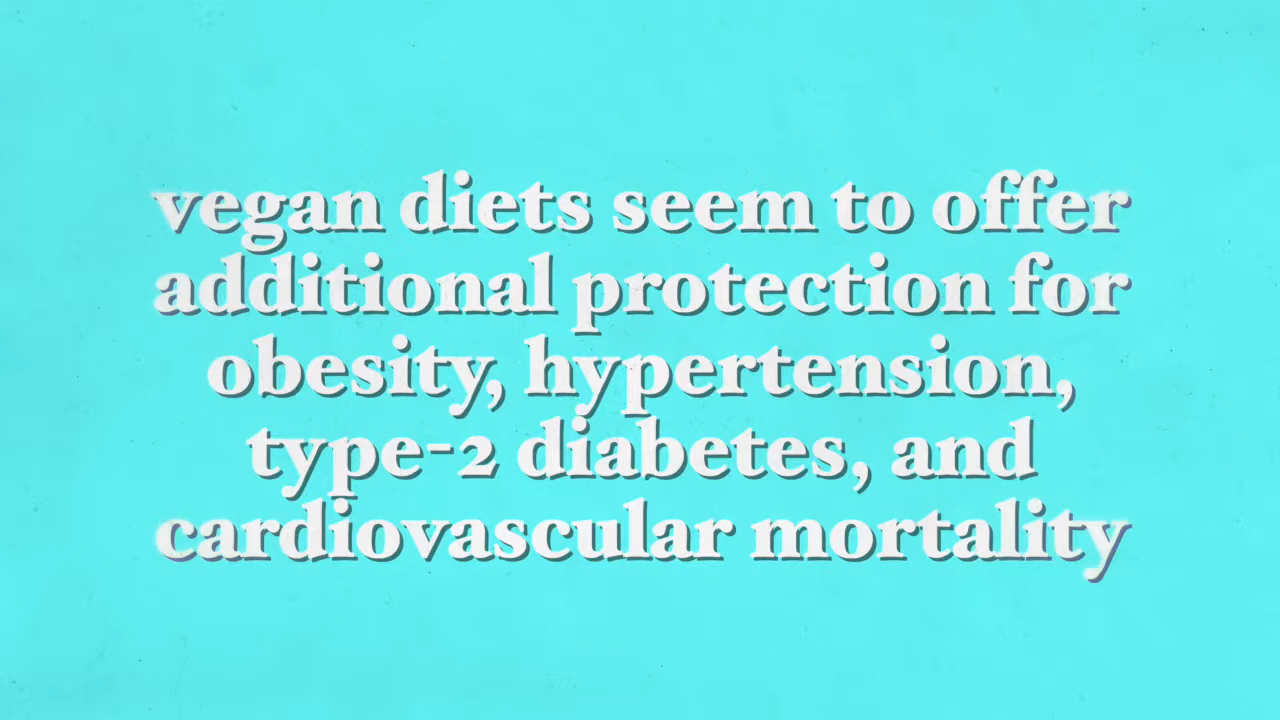 vegan diets seem to offer
additional protection for
obesity, hypertension,
type-2 diabetes, and
cardiovascular mortality